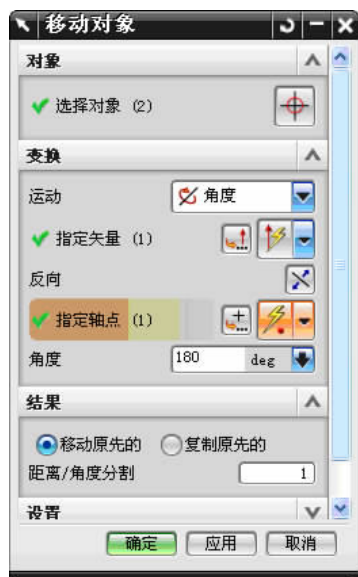 移动对象
对象
选择对象 (2)
变换
运动 角度
指定矢量 (1)
反向
指定轴点 (1)
角度 180 deg
结果
移动原先的 复制原先的
距离/角度分割 1
设置
确定 应用 取消